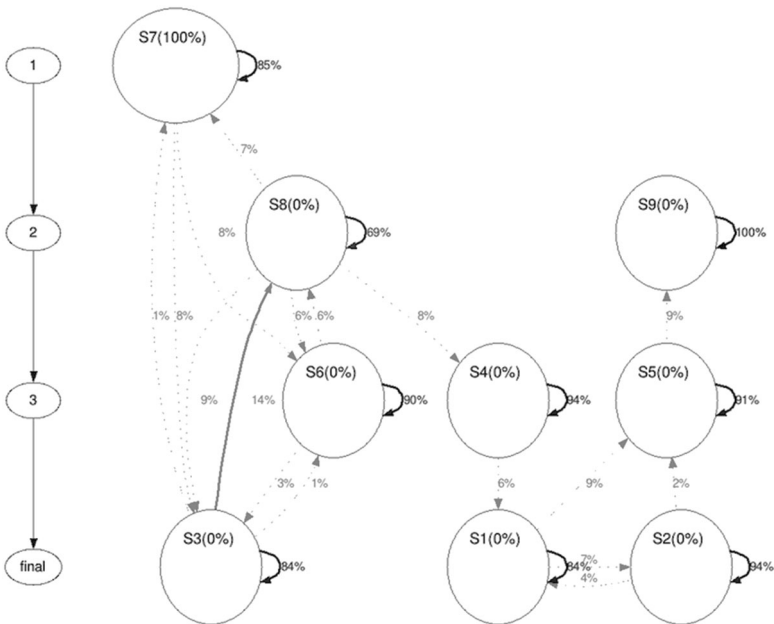 S7(100%)
1
85%
7%
S8(0%)
S9(0%)
2
8%
69%
100%
1%
8%
6%
6%
8%
9%
S6(0%)
S4(0%)
S5(0%)
3
9%
14%
90%
94%
91%
3%
1%
6%
9%
2%
S3(0%)
S1(0%)
S2(0%)
7%
final
84%
84%
94%
4%